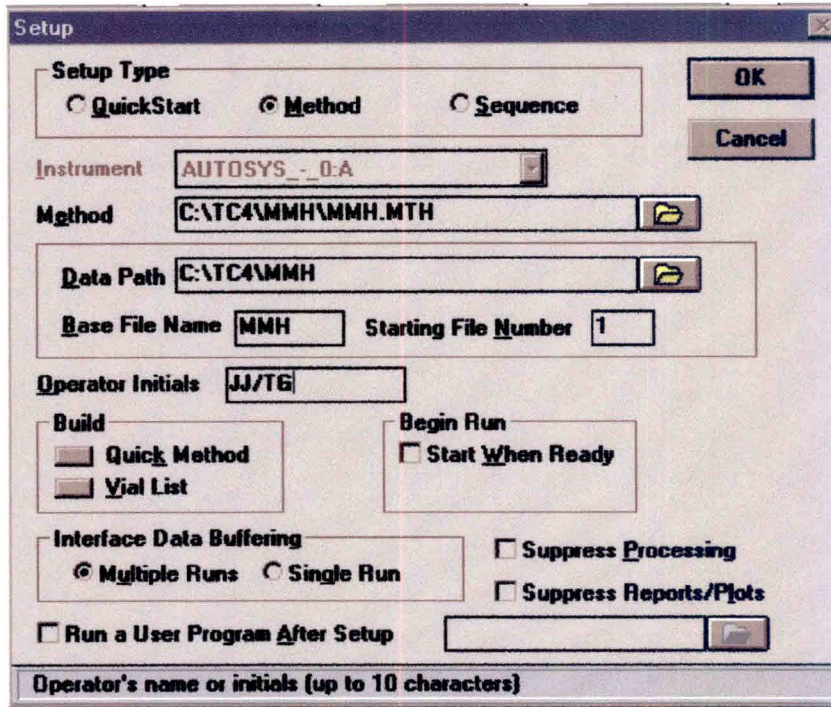 Setup
Setup Type
QuickStart Method Sequence
OK
Cancel
Instrument AUTOSYS_-_0:A
Method C:\TC4\MMH\MMH.MTH
Data Path C:\TC4\MMH
Base File Name MMH Starting File Number 1
Operator Initials JJ/TG
Build
Quick Method
Vial List
Begin Run
Start When Ready
Interface Data Buffering
Multiple Runs Single Run
Suppress Processing
Suppress Reports/Plots
Run a User Program After Setup
Operator's name or initials (up to 10 characters)